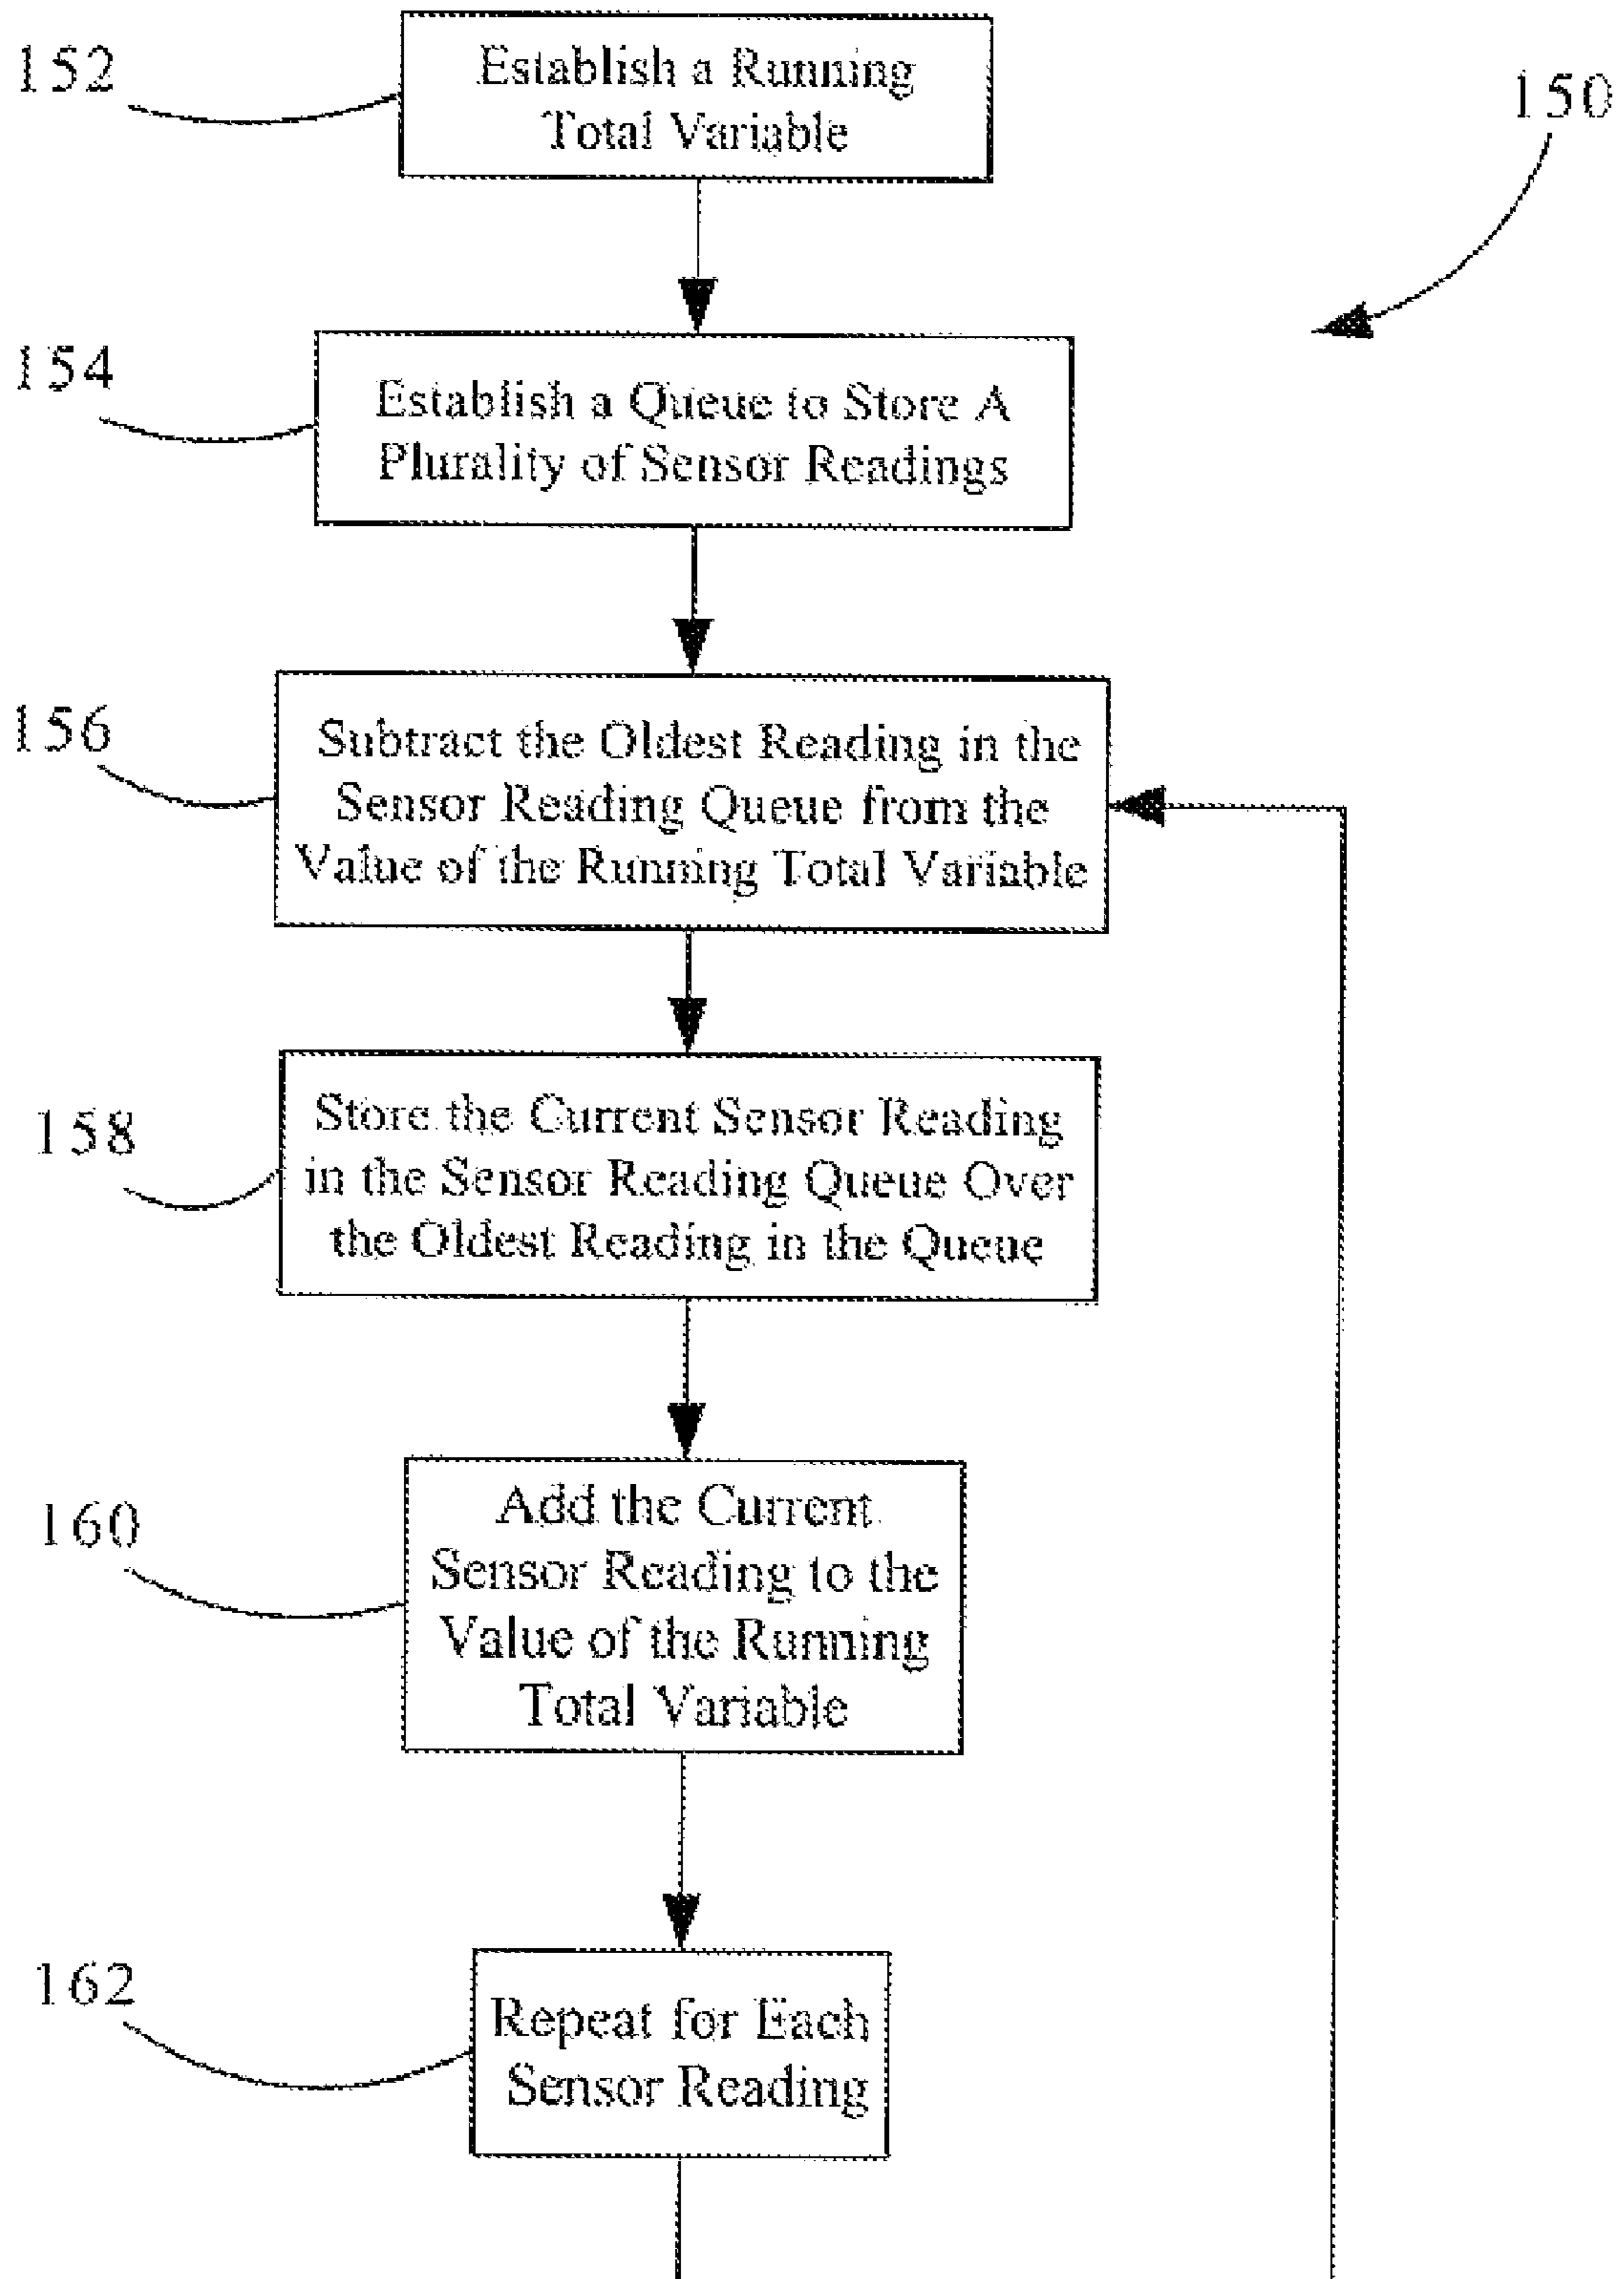 152
Establish a Running
Total Variable
150
154
Establish a Queue to Store A
Plurality of Sensor Readings
156
Subtract the Oldest Reading in the
Sensor Reading Queue from the
Value of the Running Total Variable
158
Store the Current Sensor Reading
in the Sensor Reading Queue Over
the Oldest Reading in the Queue
160
Add the Current
Sensor Reading to the
Value of the Running
Total Variable
162
Repeat for Each
Sensor Reading